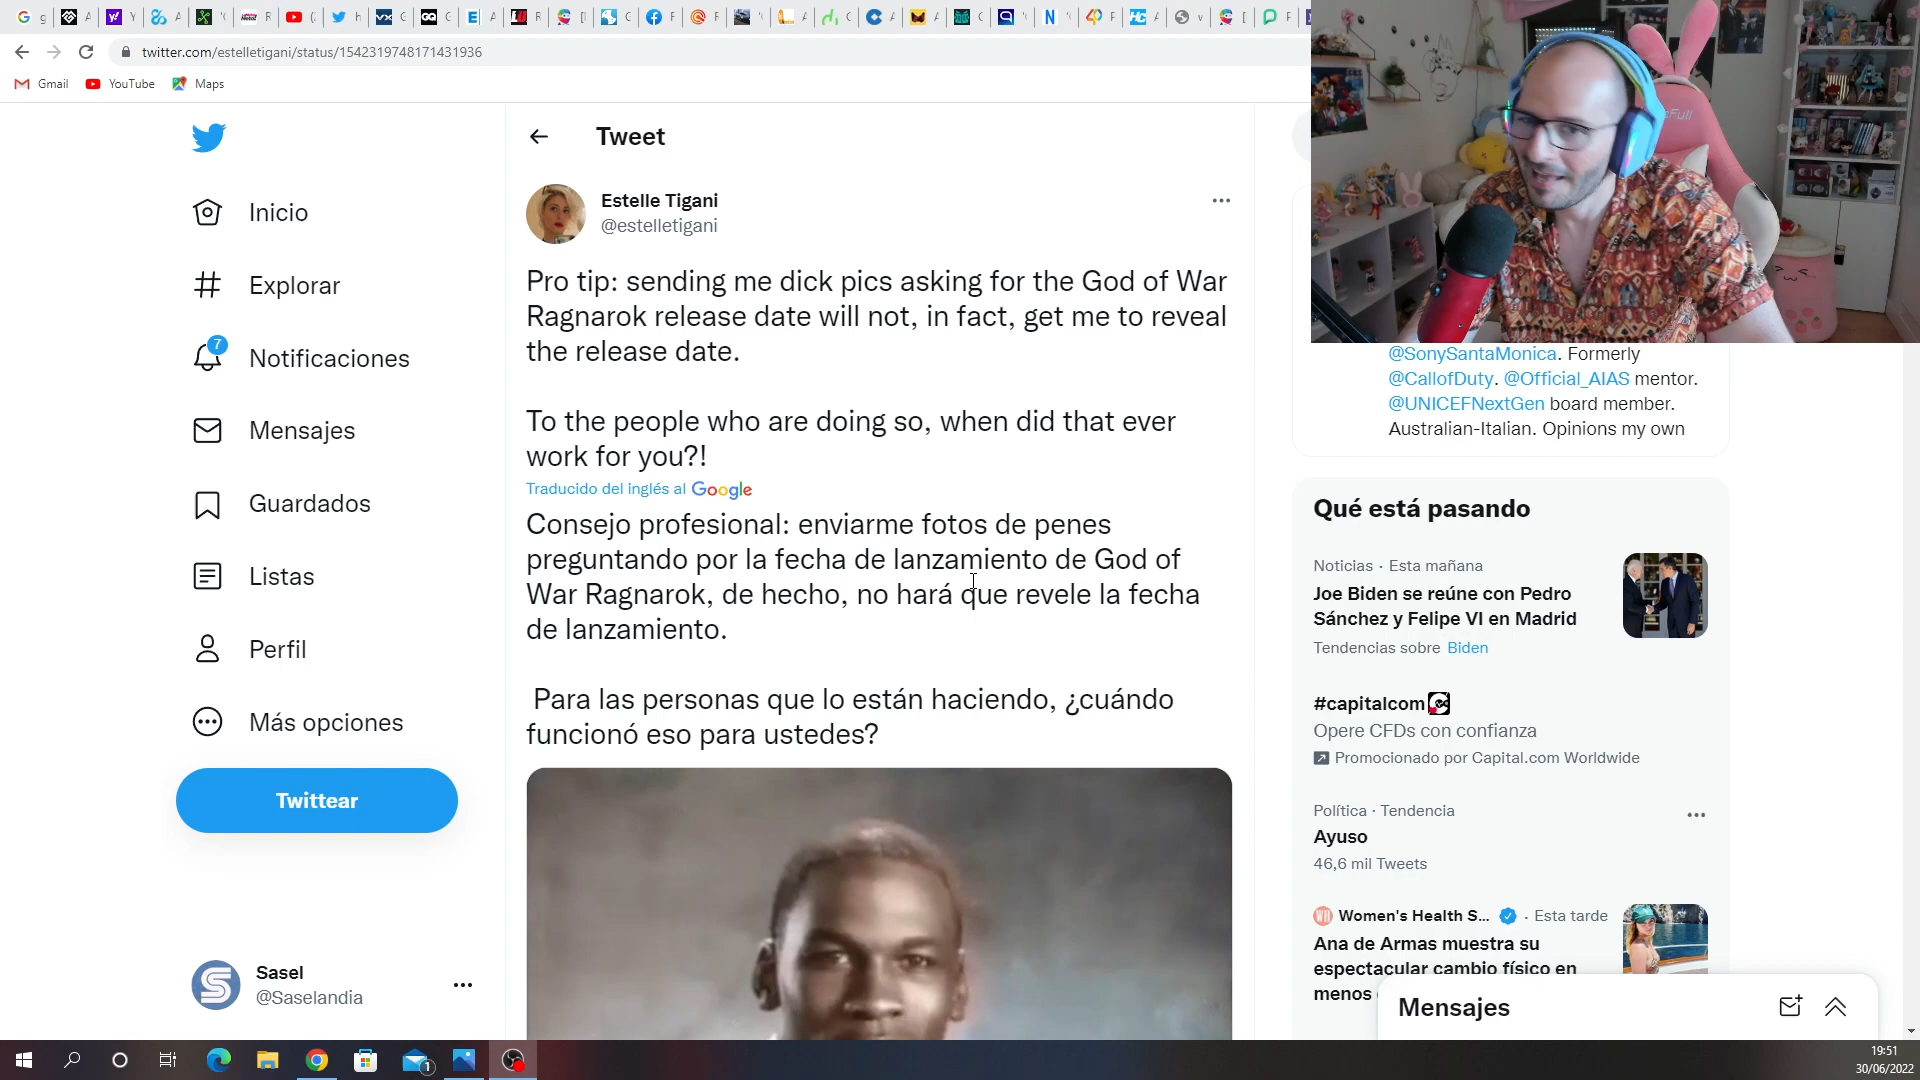 twitter.com/estelletigani/status/1542319748171431936
Gmail
YouTube
Maps
Inicio
Explorar
7
Notificaciones
Mensajes
Guardados
Listas
Perfil
Más opciones
Twittear
Sasel
@Saselandia
Tweet
Estelle Tigani
@estelletigani
Pro tip: sending me dick pics asking for the God of War
Ragnarok release date will not, in fact, get me to reveal
the release date.
To the people who are doing so, when did that ever
work for you?!
Traducido del inglés al Google
Consejo profesional: enviarme fotos de penes
preguntando por la fecha de lanzamiento de God of
War Ragnarok, de hecho, no hará que revele la fecha
de lanzamiento.
Para las personas que lo están haciendo, ¿cuándo
funcionó eso para ustedes?
@SonySantaMonica. Formerly
@CallofDuty. @Official_AIAS mentor.
@UNICEFNextGen board member.
Australian-Italian. Opinions my own
Qué está pasando
Noticias · Esta mañana
Joe Biden se reúne con Pedro
Sánchez y Felipe VI en Madrid
Tendencias sobre Biden
#capitalcom
Opere CFDs con confianza
Promocionado por Capital.com Worldwide
Política · Tendencia
Ayuso
46,6 mil Tweets
Women's Health S... · Esta tarde
Ana de Armas muestra su
espectacular cambio físico en
menos
Mensajes
1
19:51
30/06/2022